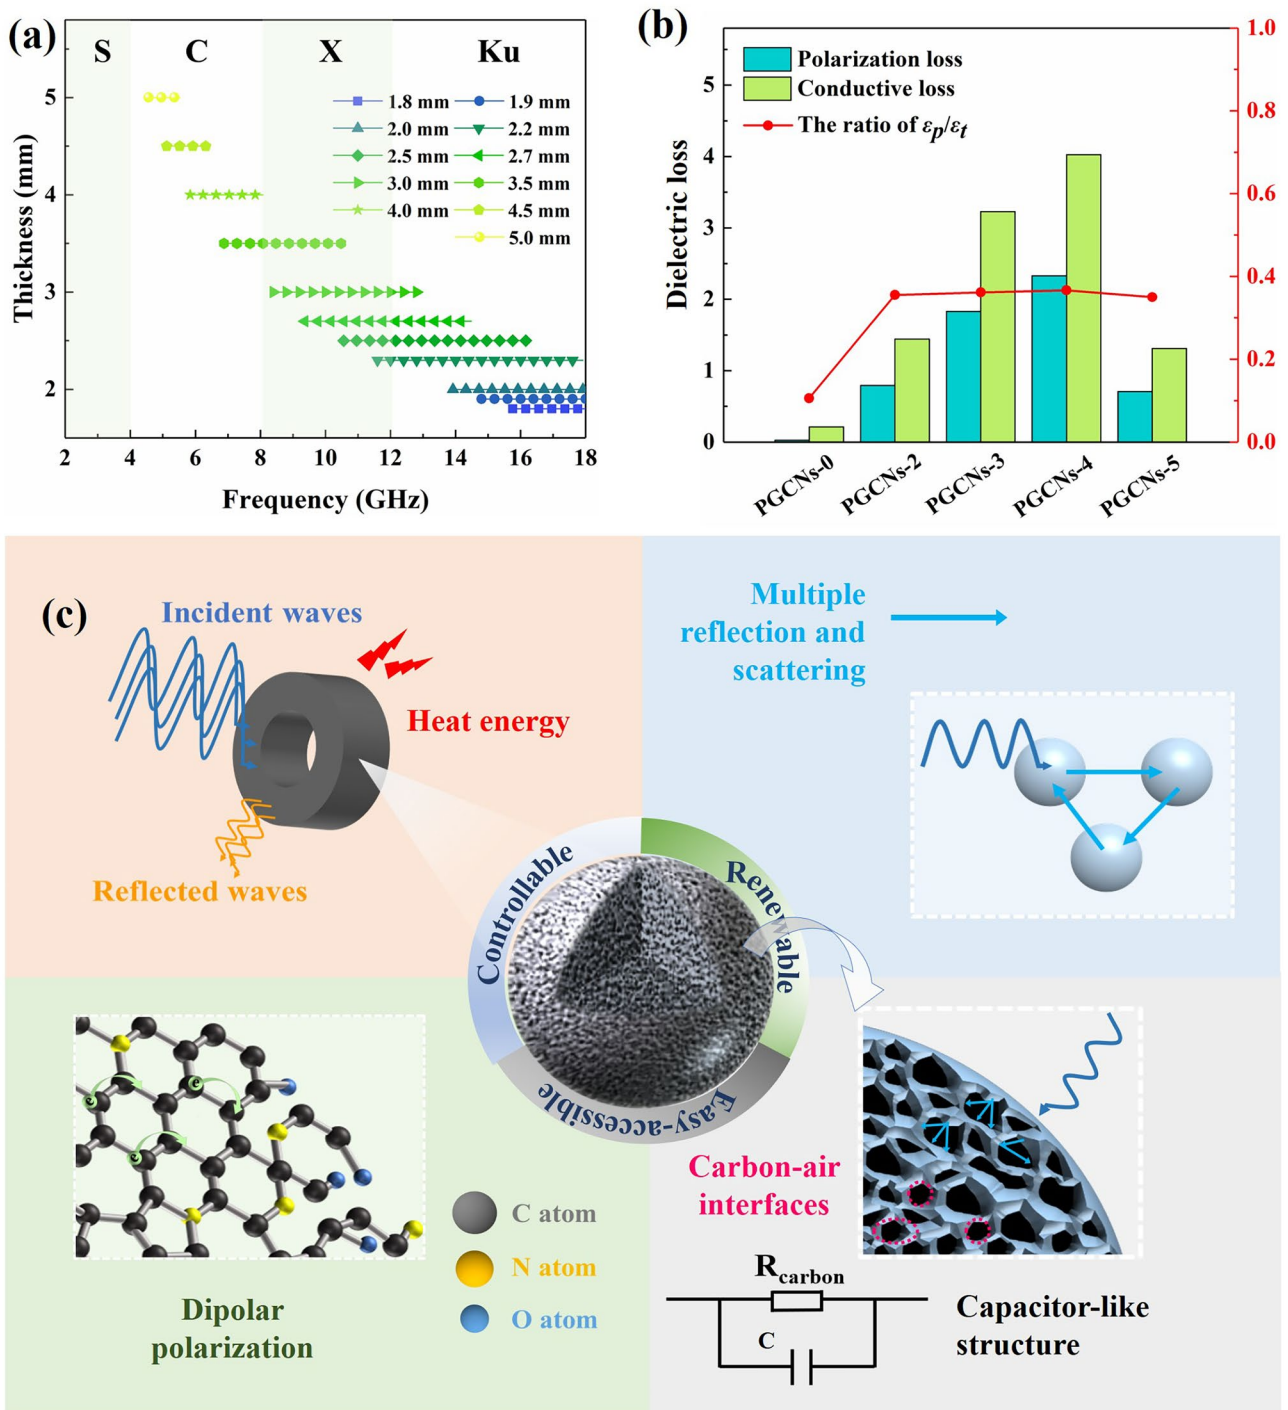 (a)
S C X Ku
1.8 mm 1.9 mm
2.0 mm 2.2 mm
2.5 mm 2.7 mm
3.0 mm 3.5 mm
4.0 mm 4.5 mm
5.0 mm
Thickness (mm)
5
4
3
2
2 4 6 8 10 12 14 16 18
Frequency (GHz)
(b)
Polarization loss
Conductive loss
The ratio of εp/εt
Dielectric loss
5
4
3
2
1
0
1.0
0.8
0.6
0.4
0.2
0.0
PGCNs-0 PGCNs-2 PGCNs-3 PGCNs-4 PGCNs-5
(c)
Incident waves
Heat energy
Reflected waves
Multiple
reflection and
scattering
Controllable
Renewable
Easy-accessible
Carbon-air
interfaces
C atom
N atom
O atom
Dipolar
polarization
Rcarbon
C
Capacitor-like
structure